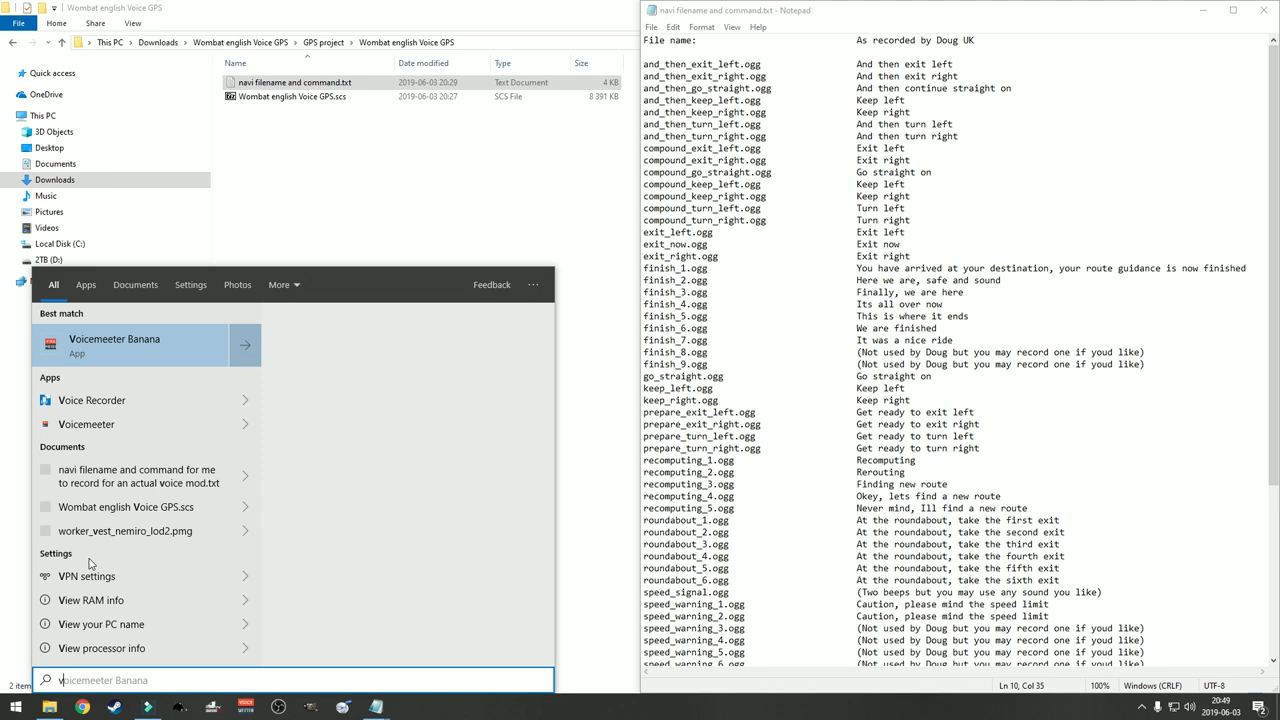 Wombat english Voice GPS
File
Home
Share
View
This PC
Downloads
Wombat english Voice GPS
GPS project
Wombat english Voice GPS
Name
Date modified
Type
Size
navi filename and command.txt
2019-06-03 20:29
Text Document
4 KB
Wombat english Voice GPS.scs
2019-06-03 20:27
SCS File
8 391 KB
Quick access
OneDrive
This PC
3D Objects
Desktop
Documents
Downloads
Music
Pictures
Videos
Local Disk (C:)
2TB (D:)
All
Apps
Documents
Settings
Photos
More
Feedback
Best match
Voicemeeter Banana
App
Apps
Voice Recorder
Voicemeeter
Documents
navi filename and command for me
to record for an actual voice mod.txt
Wombat english Voice GPS.scs
worker_vest_nemiro_lod2.pmg
Settings
VPN settings
View RAM info
View your PC name
View processor info
voicemeeter Banana
navi filename and command.txt - Notepad
File Edit Format View Help
File name: As recorded by Doug UK
and_then_exit_left.ogg And then exit left
and_then_exit_right.ogg And then exit right
and_then_go_straight.ogg And then continue straight on
and_then_keep_left.ogg Keep left
and_then_keep_right.ogg Keep right
and_then_turn_left.ogg And then turn left
and_then_turn_right.ogg And then turn right
compound_exit_left.ogg Exit left
compound_exit_right.ogg Exit right
compound_go_straight.ogg Go straight on
compound_keep_left.ogg Keep left
compound_keep_right.ogg Keep right
compound_turn_left.ogg Turn left
compound_turn_right.ogg Turn right
exit_left.ogg Exit left
exit_now.ogg Exit now
exit_right.ogg Exit right
finish_1.ogg You have arrived at your destination, your route guidance is now finished
finish_2.ogg Here we are, safe and sound
finish_3.ogg Finally, we are here
finish_4.ogg Its all over now
finish_5.ogg This is where it ends
finish_6.ogg We are finished
finish_7.ogg It was a nice ride
finish_8.ogg (Not used by Doug but you may record one if youd like)
finish_9.ogg (Not used by Doug but you may record one if youd like)
go_straight.ogg Go straight on
keep_left.ogg Keep left
keep_right.ogg Keep right
prepare_exit_left.ogg Get ready to exit left
prepare_exit_right.ogg Get ready to exit right
prepare_turn_left.ogg Get ready to turn left
prepare_turn_right.ogg Get ready to turn right
recomputing_1.ogg Recomputing
recomputing_2.ogg Rerouting
recomputing_3.ogg Finding new route
recomputing_4.ogg Okey, lets find a new route
recomputing_5.ogg Never mind, Ill find a new route
roundabout_1.ogg At the roundabout, take the first exit
roundabout_2.ogg At the roundabout, take the second exit
roundabout_3.ogg At the roundabout, take the third exit
roundabout_4.ogg At the roundabout, take the fourth exit
roundabout_5.ogg At the roundabout, take the fifth exit
roundabout_6.ogg At the roundabout, take the sixth exit
speed_signal.ogg (Two beeps but you may use any sound you like)
speed_warning_1.ogg Caution, please mind the speed limit
speed_warning_2.ogg Caution, please mind the speed limit
speed_warning_3.ogg (Not used by Doug but you may record one if youd like)
speed_warning_4.ogg (Not used by Doug but you may record one if youd like)
speed_warning_5.ogg (Not used by Doug but you may record one if youd like)
speed_warning_6.ogg (Not used by Doug but you may record one if youd like)
Ln 10, Col 35
100%
Windows (CRLF)
UTF-8
20:49
2019-06-03
2